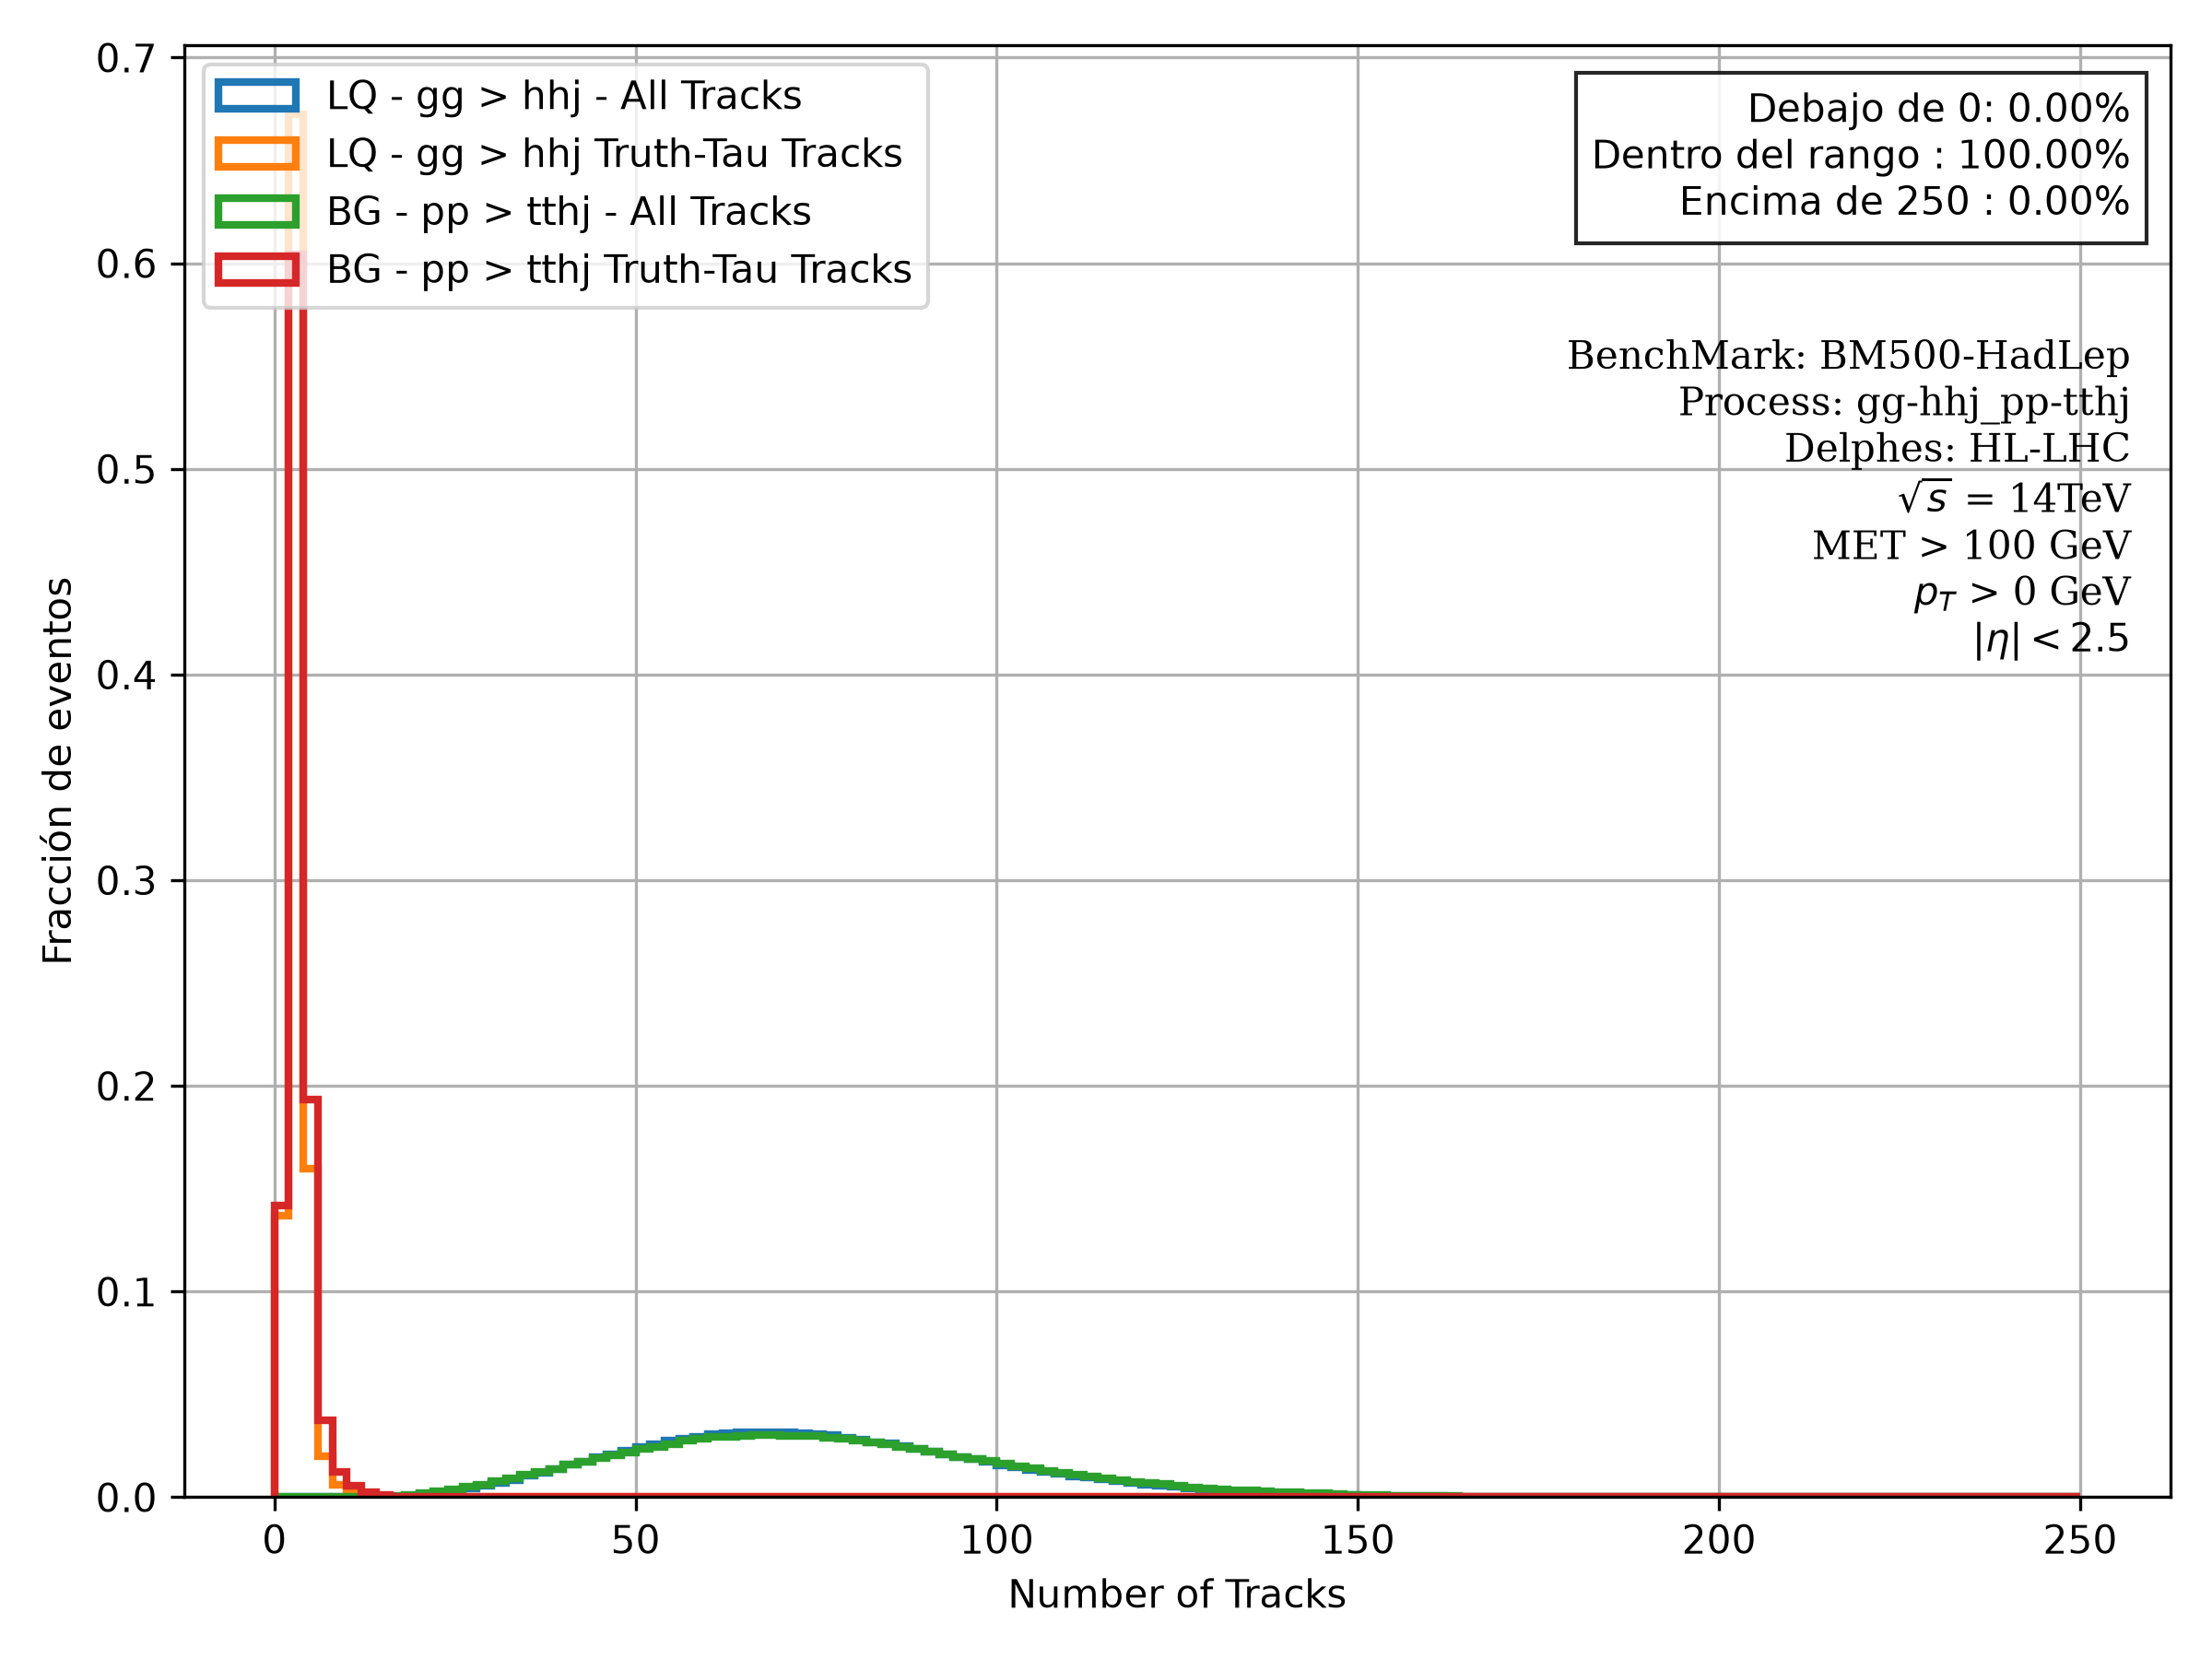 LQ - gg > hhj - All Tracks
LQ - gg > hhj Truth-Tau Tracks
BG - pp > tthj - All Tracks
BG - pp > tthj Truth-Tau Tracks
Debajo de 0: 0.00%
Dentro del rango : 100.00%
Encima de 250 : 0.00%
BenchMark: BM500-HadLep
Process: gg-hhj_pp-tthj
Delphes: HL-LHC
√s = 14TeV
MET > 100 GeV
p_T > 0 GeV
|η| < 2.5
Fracción de eventos
0.7
0.6
0.5
0.4
0.3
0.2
0.1
0.0
0 50 100 150 200 250
Number of Tracks